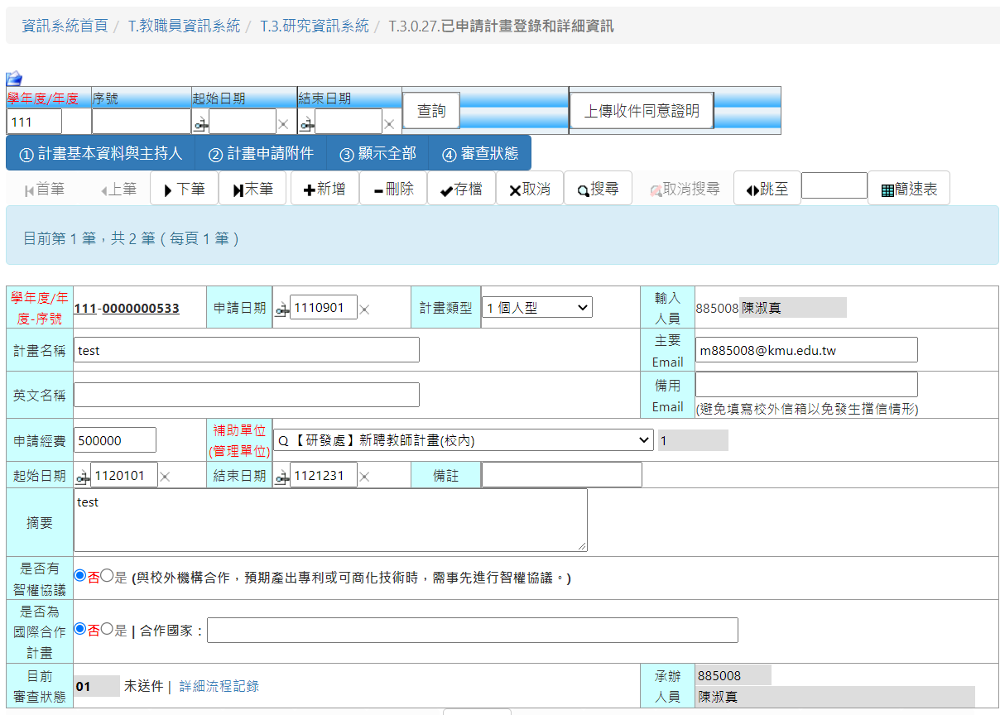 資訊系統首頁 / T.教職員資訊系統 / T.3.研究資訊系統 / T.3.0.27.已申請計畫登錄和詳細資訊
學年度/年度 序號 起始日期 結束日期 查詢 上傳收件同意證明
111
① 計畫基本資料與主持人 ② 計畫申請附件 ③ 顯示全部 ④ 審查狀態
首筆 上筆 下筆 末筆 新增 刪除 存檔 取消 搜尋 取消搜尋 跳至 簡速表
目前第 1 筆，共 2 筆 ( 每頁 1 筆 )
學年度/年度-序號 111-0000000533 申請日期 1110901 計畫類型 1 個人型 輸入人員 885008 陳淑真
計畫名稱 test 主要 Email m885008@kmu.edu.tw
英文名稱 備用 Email (避免填寫校外信箱以免發生擋信情形)
申請經費 500000 補助單位(管理單位) Q 【研發處】新聘教師計畫(校內) 1
起始日期 1120101 結束日期 1121231 備註
摘要 test
是否有智權協議 否 是 (與校外機構合作，預期產出專利或可商化技術時，需事先進行智權協議。)
是否為國際合作計畫 否 是 | 合作國家：
目前審查狀態 01 未送件 | 詳細流程記錄 承辦人員 885008 陳淑真